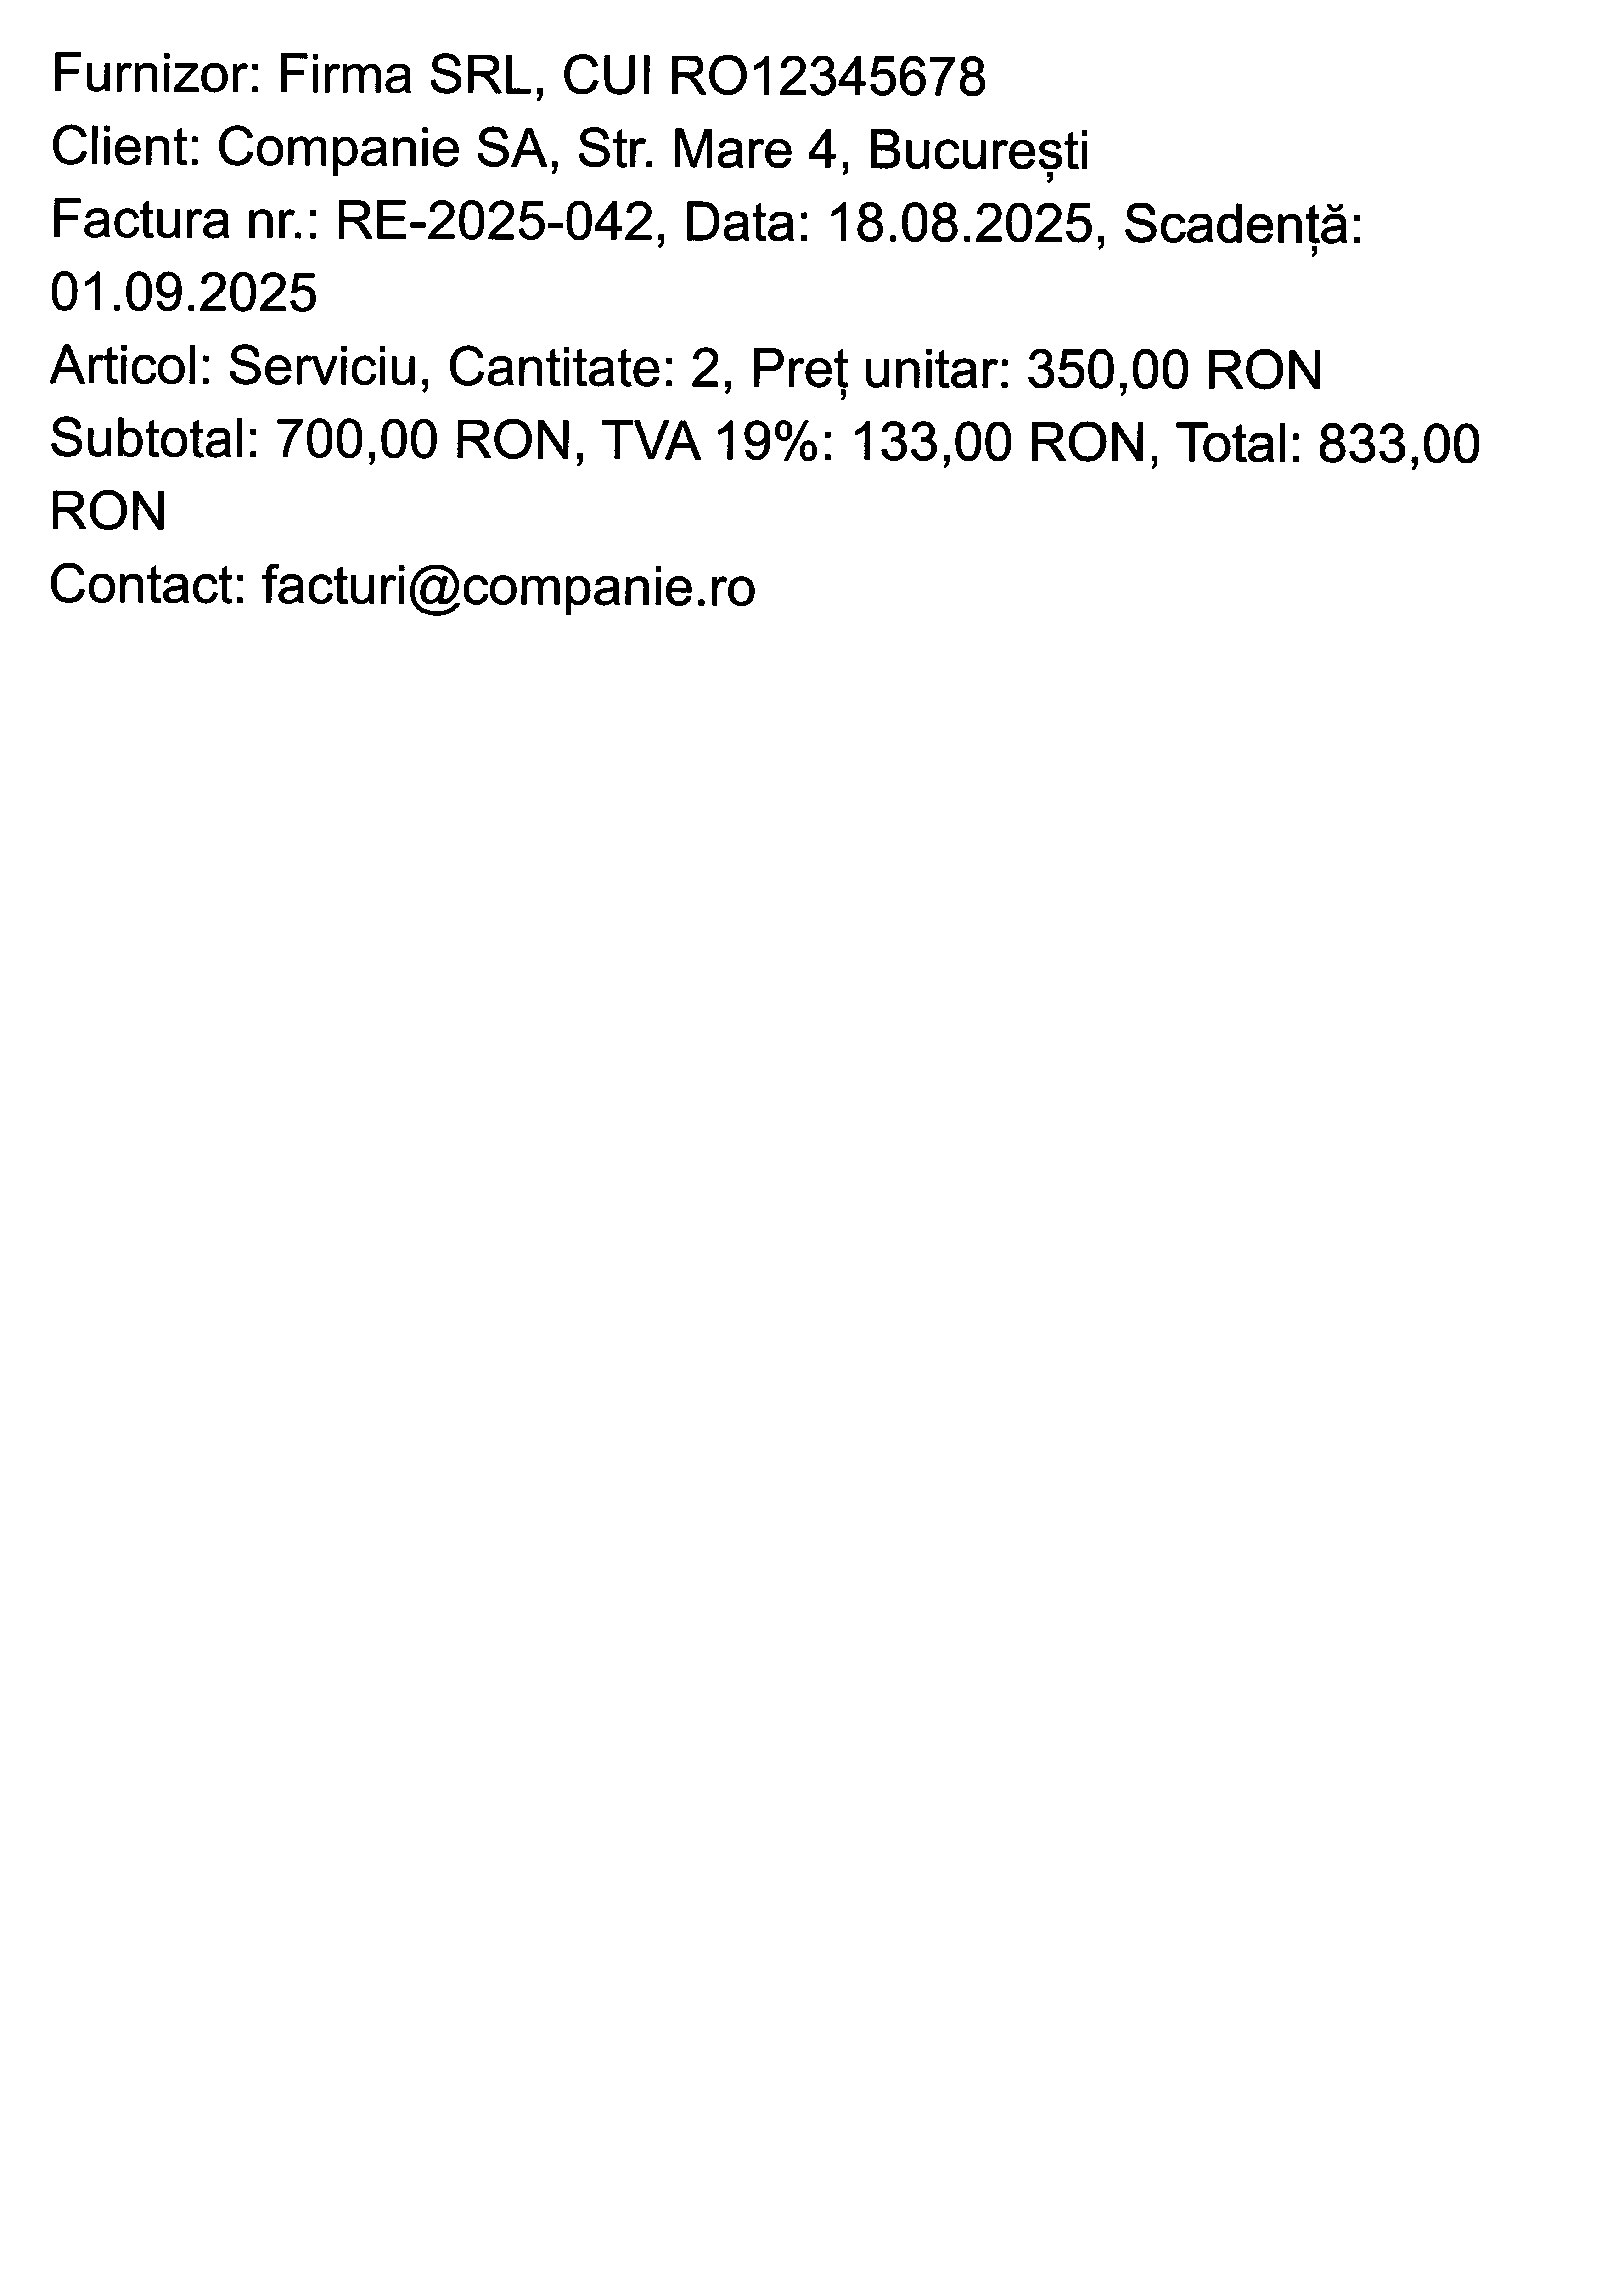 Furnizor: Firma SRL, CUI RO12345678
Client: Companie SA, Str. Mare 4, București
Factura nr.: RE-2025-042, Data: 18.08.2025, Scadență:
01.09.2025
Articol: Serviciu, Cantitate: 2, Preț unitar: 350,00 RON
Subtotal: 700,00 RON, TVA 19%: 133,00 RON, Total: 833,00
RON
Contact: facturi@companie.ro